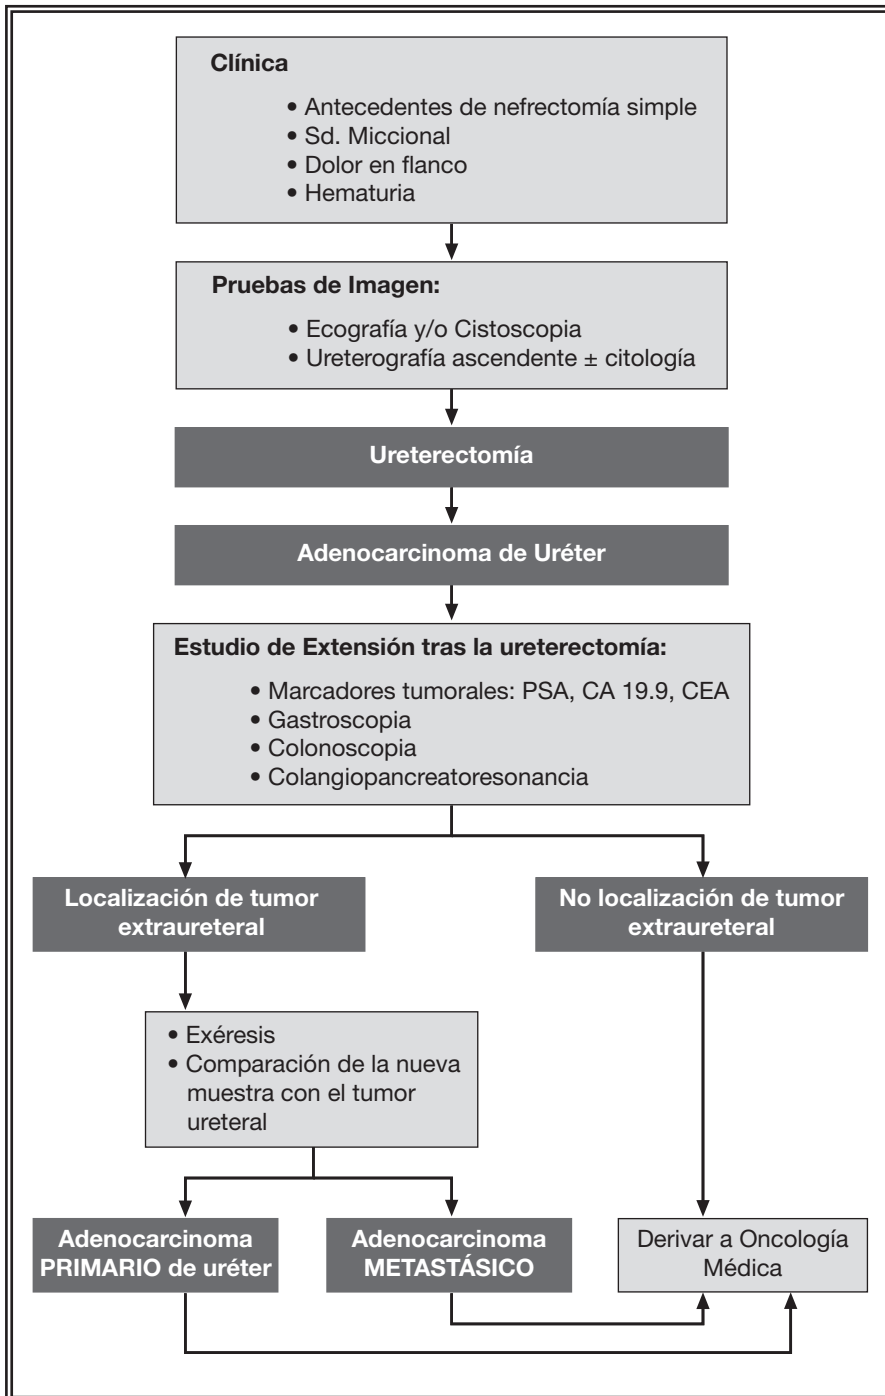 Clínica
• Antecedentes de nefrectomía simple
• Sd. Miccional
• Dolor en flanco
• Hematuria
Pruebas de Imagen:
• Ecografía y/o Cistoscopia
• Ureterografía ascendente ± citología
Ureterectomía
Adenocarcinoma de Uréter
Estudio de Extensión tras la ureterectomía:
• Marcadores tumorales: PSA, CA 19.9, CEA
• Gastroscopia
• Colonoscopia
• Colangiopancreatoresonancia
Localización de tumor
extraureteral
No localización de tumor
extraureteral
• Exéresis
• Comparación de la nueva
muestra con el tumor
ureteral
Adenocarcinoma
PRIMARIO de uréter
Adenocarcinoma
METASTÁSICO
Derivar a Oncología
Médica